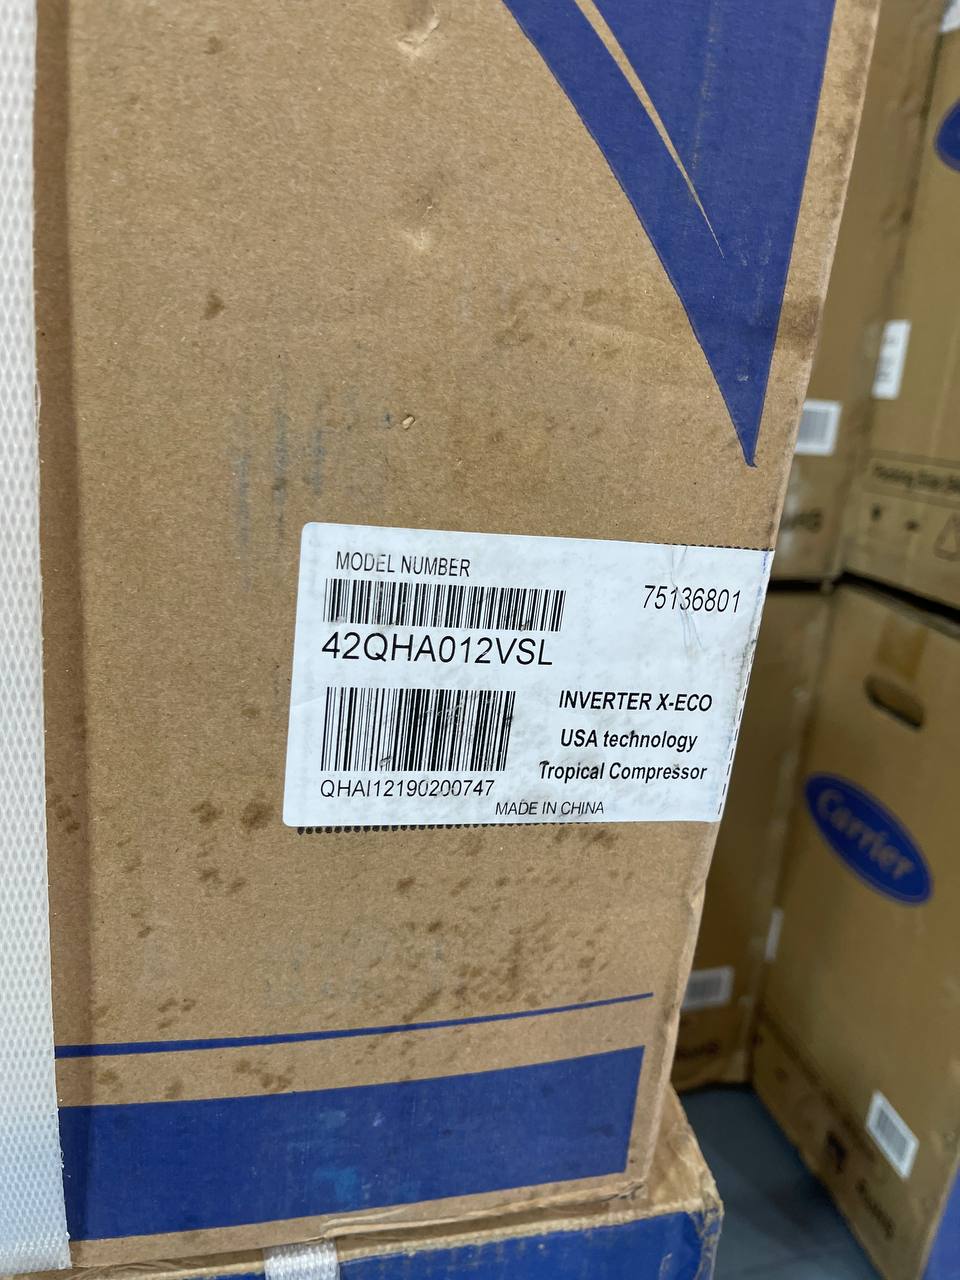 MODEL NUMBER
75136801
42QHA012VSL
INVERTER X-ECO
USA technology
Tropical Compressor
QHAI12190200747
MADE IN CHINA
Carrier